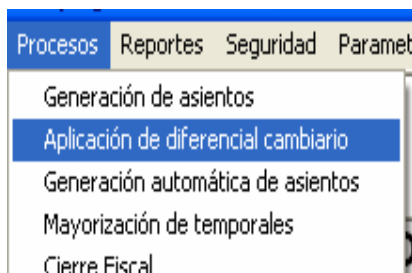 Procesos Reportes Seguridad Paramet
Generación de asientos
Aplicación de diferencial cambiario
Generación automática de asientos
Mayorización de temporales
Cierre Fiscal